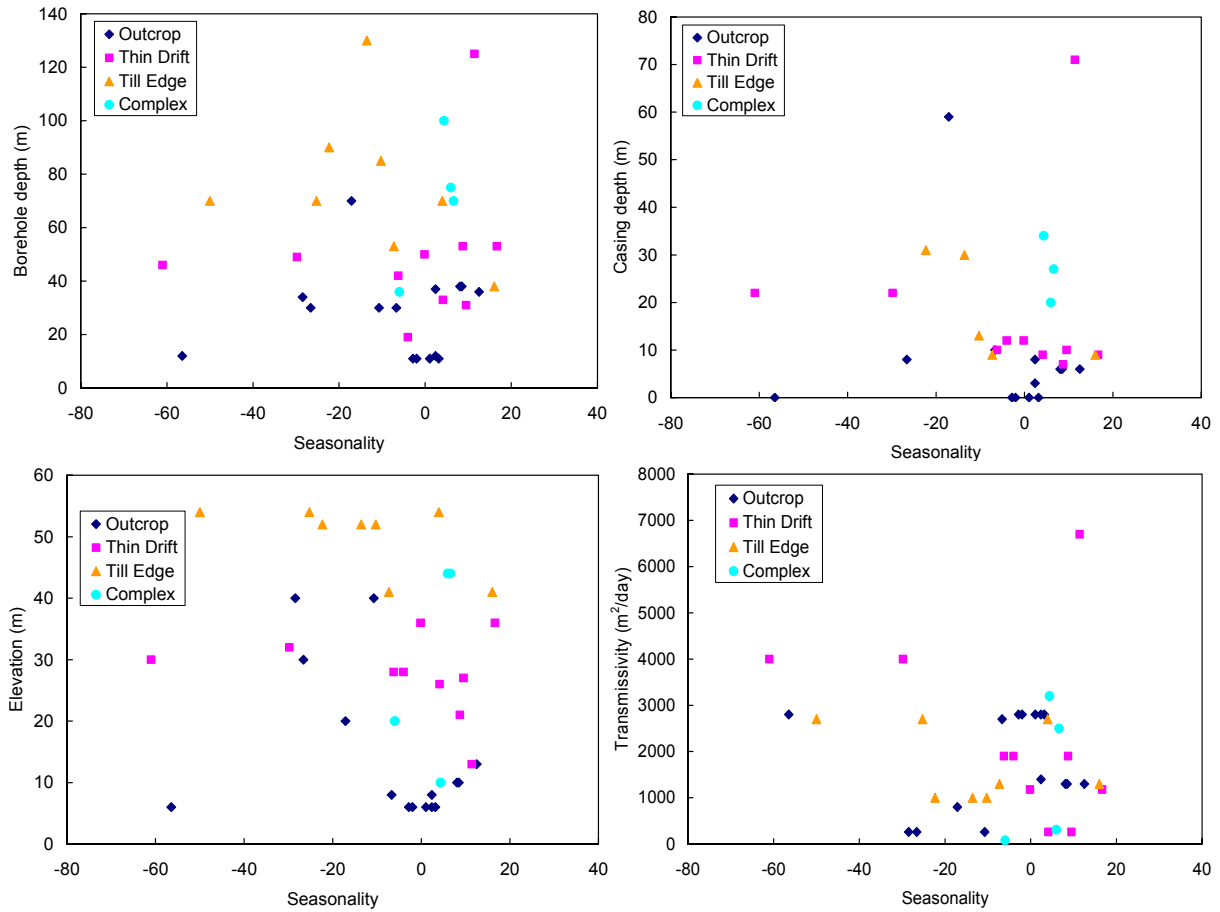 140
120
100
80
60
40
20
0
-80 -60 -40 -20 0 20 40
Borehole depth (m)
Seasonality
Outcrop
Thin Drift
Till Edge
Complex
80
70
60
50
40
30
20
10
0
-80 -60 -40 -20 0 20 40
Casing depth (m)
Seasonality
Outcrop
Thin Drift
Till Edge
Complex
60
50
40
30
20
10
0
-80 -60 -40 -20 0 20 40
Elevation (m)
Seasonality
Outcrop
Thin Drift
Till Edge
Complex
8000
7000
6000
5000
4000
3000
2000
1000
0
-80 -60 -40 -20 0 20 40
Transmissivity (m²/day)
Seasonality
Outcrop
Thin Drift
Till Edge
Complex